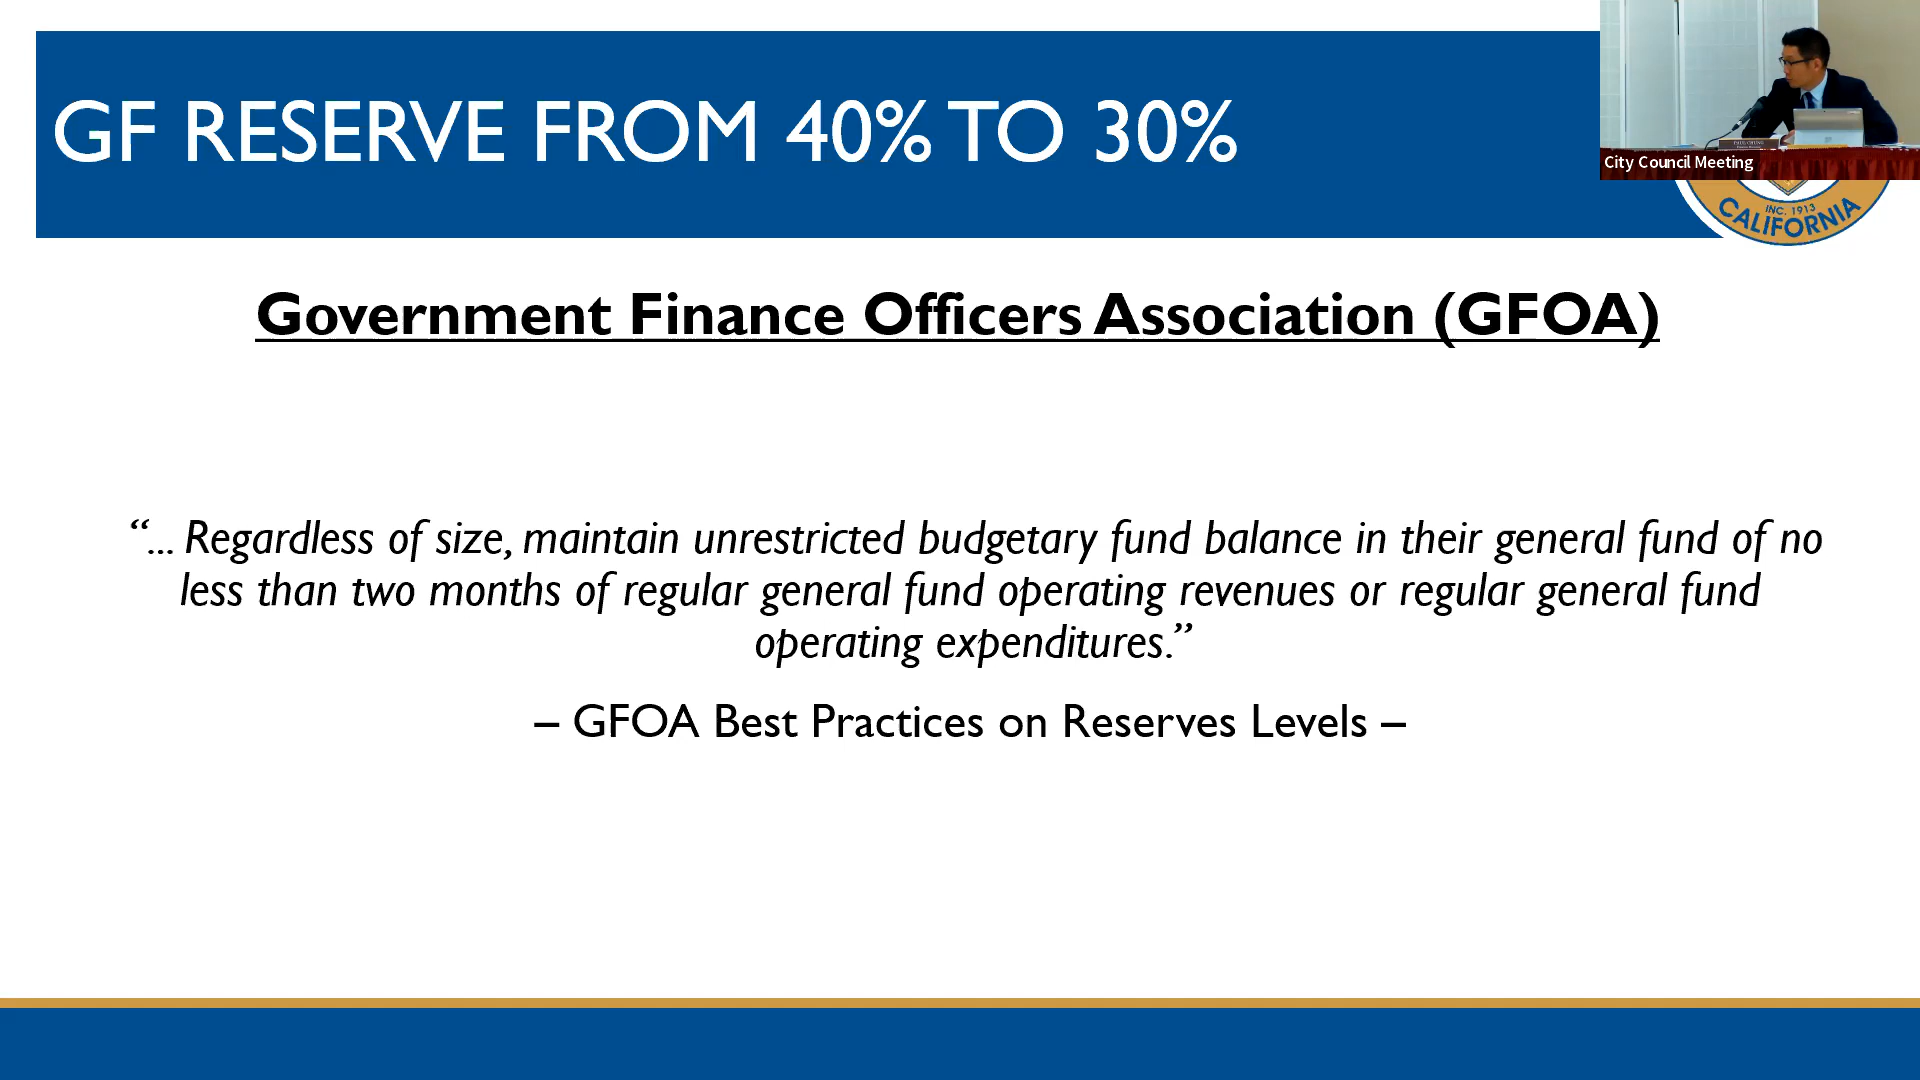 GF RESERVE FROM 40% TO 30%
City Council Meeting
INC. 1913
CALIFORNIA
Government Finance Officers Association (GFOA)
“... Regardless of size, maintain unrestricted budgetary fund balance in their general fund of no
less than two months of regular general fund operating revenues or regular general fund
operating expenditures.”
– GFOA Best Practices on Reserves Levels –